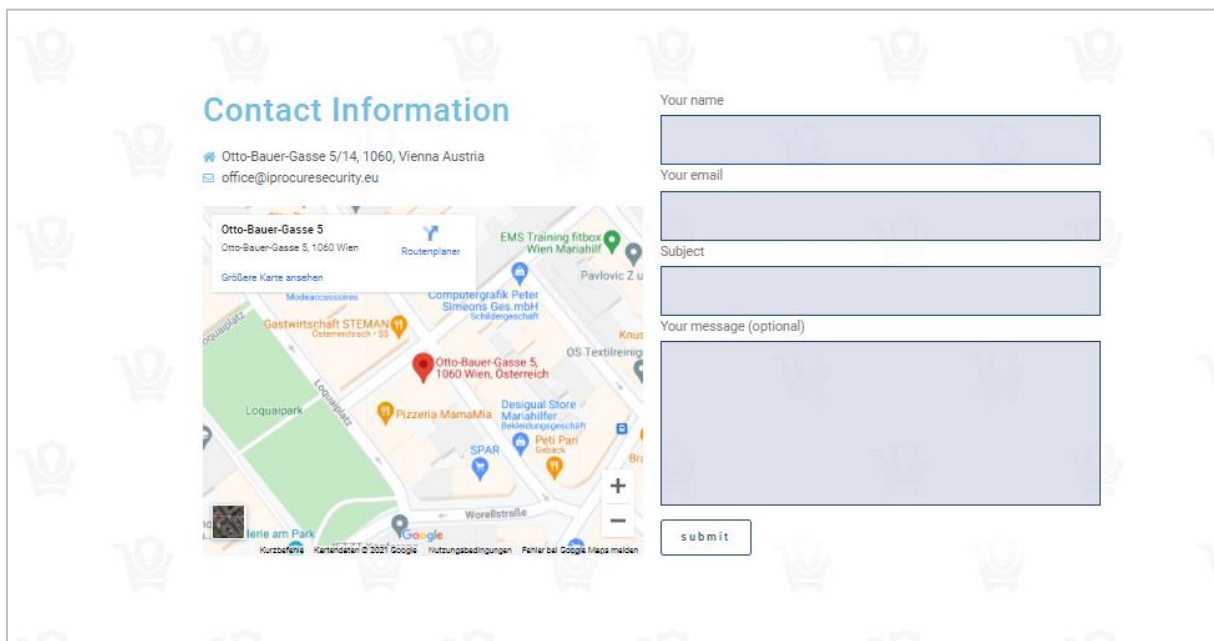 Contact Information
Otto-Bauer-Gasse 5/14, 1060, Vienna Austria
office@iprocuresecurity.eu
Otto-Bauer-Gasse 5
Otto-Bauer-Gasse 5, 1060 Wien
Routenplaner
Größere Karte ansehen
Modeaccessoires
EMS Training fitbox
Wien Mariahilf
Pavlovic Z u
Computergrafik Peter
Simeons Ges.mbH
Schildergeschäft
Gastwirtschaft STEMAN
Österreichisch • $$
Loquaiplatz
Knus
OS Textilreinig
Otto-Bauer-Gasse 5,
1060 Wien, Österreich
Loquaiplatz
Loquaipark
Pizzeria MamaMia
Desigual Store
Mariahilfer
Bekleidungsgeschäft
Peti Pari
Gebäck
SPAR
Worellstraße
lerie am Park
Google
Kurzbefehle
Kartendaten © 2021 Google
Nutzungsbedingungen
Fehler bei Google Maps melden
Your name
Your email
Subject
Your message (optional)
submit